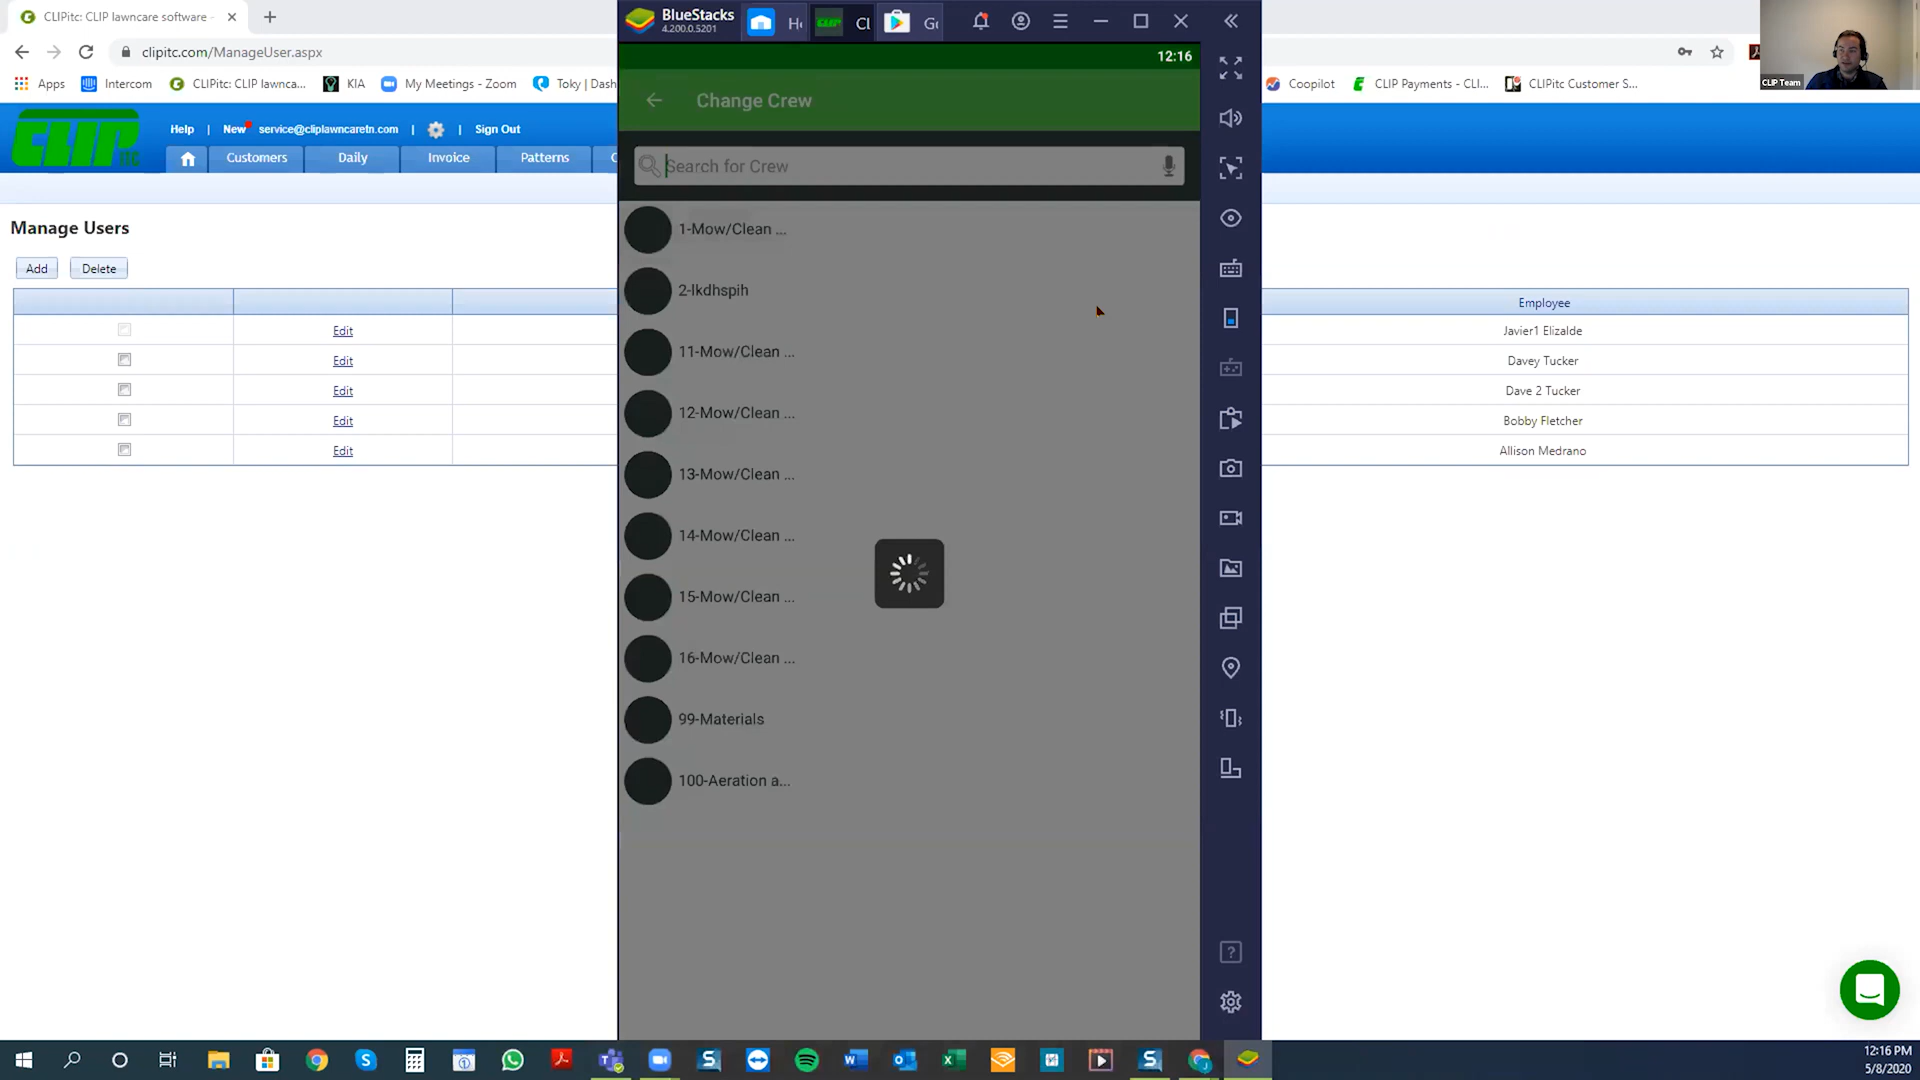 CLIPitc: CLIP lawncare software -
BlueStacks
4.200.0.5201
clipitc.com/ManageUser.aspx
CLIP Team
Apps
Intercom
CLIPitc: CLIP lawnca...
KIA
My Meetings - Zoom
Toky | Dash
Coopilot
CLIP Payments - CLI...
CLIPitc Customer S...
12:16
Change Crew
Search for Crew
CLIP
ITC
Help | New service@cliplawncaretn.com | Sign Out
Customers
Daily
Invoice
Patterns
Manage Users
Add
Delete
Employee
Edit
Javier1 Elizalde
Edit
Davey Tucker
Edit
Dave 2 Tucker
Edit
Bobby Fletcher
Edit
Allison Medrano
1-Mow/Clean ...
2-lkdhspih
11-Mow/Clean ...
12-Mow/Clean ...
13-Mow/Clean ...
14-Mow/Clean ...
15-Mow/Clean ...
16-Mow/Clean ...
99-Materials
100-Aeration a...
12:16 PM
5/8/2020